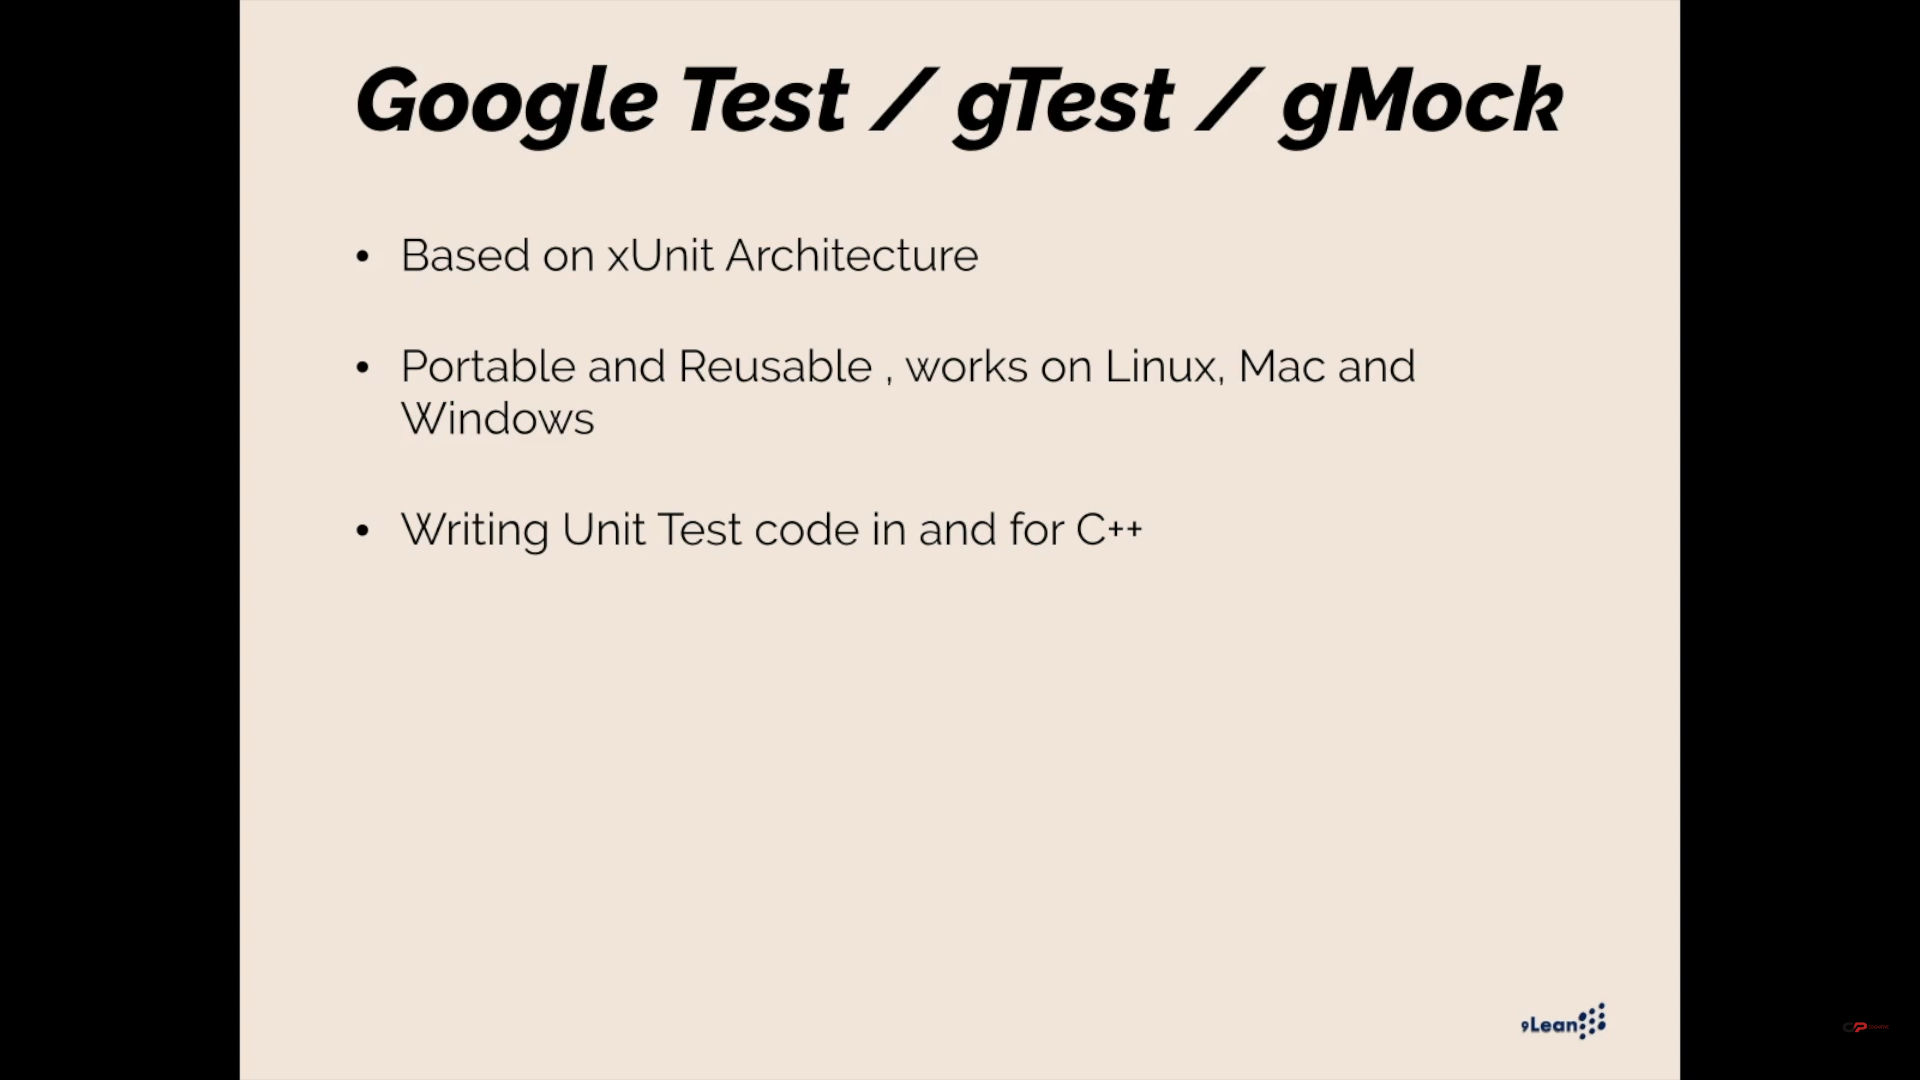 Google Test / gTest / gMock
• Based on xUnit Architecture
• Portable and Reusable , works on Linux, Mac and
Windows
• Writing Unit Test code in and for C++
9Lean